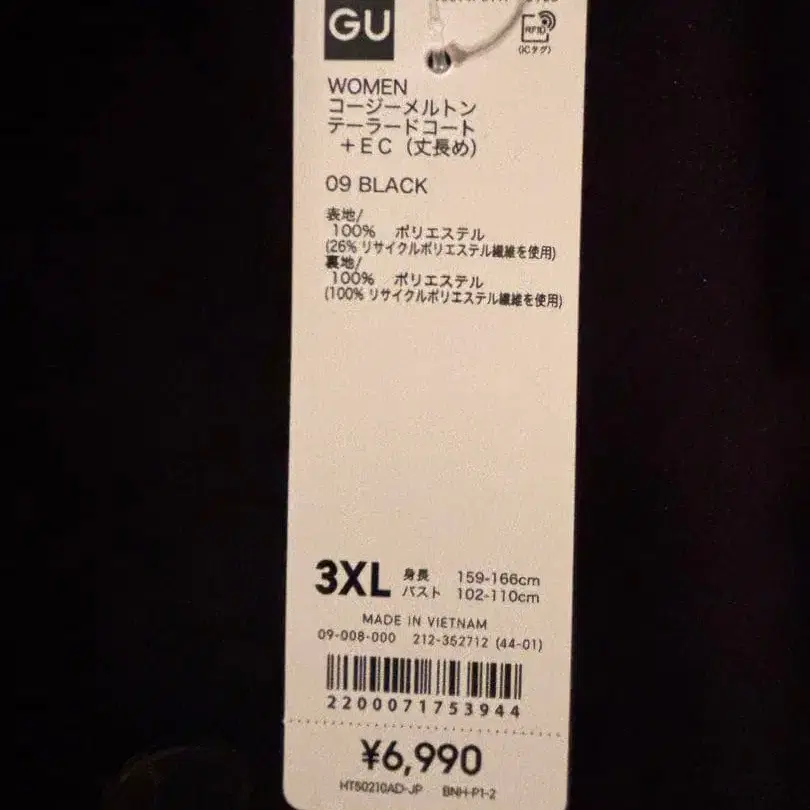 GU
RFID
(ICタグ)
WOMEN
コージーメルトン
テーラードコート
+EC(丈長め)
09 BLACK
表地/
100% ポリエステル
(26% リサイクルポリエステル繊維を使用)
裏地/
100% ポリエステル
(100% リサイクルポリエステル繊維を使用)
3XL 身長 159-166cm
バスト 102-110cm
MADE IN VIETNAM
09-008-000 212-352712 (44-01)
2200071753944
¥6,990
HT50210AD-JP BNH-P1-2